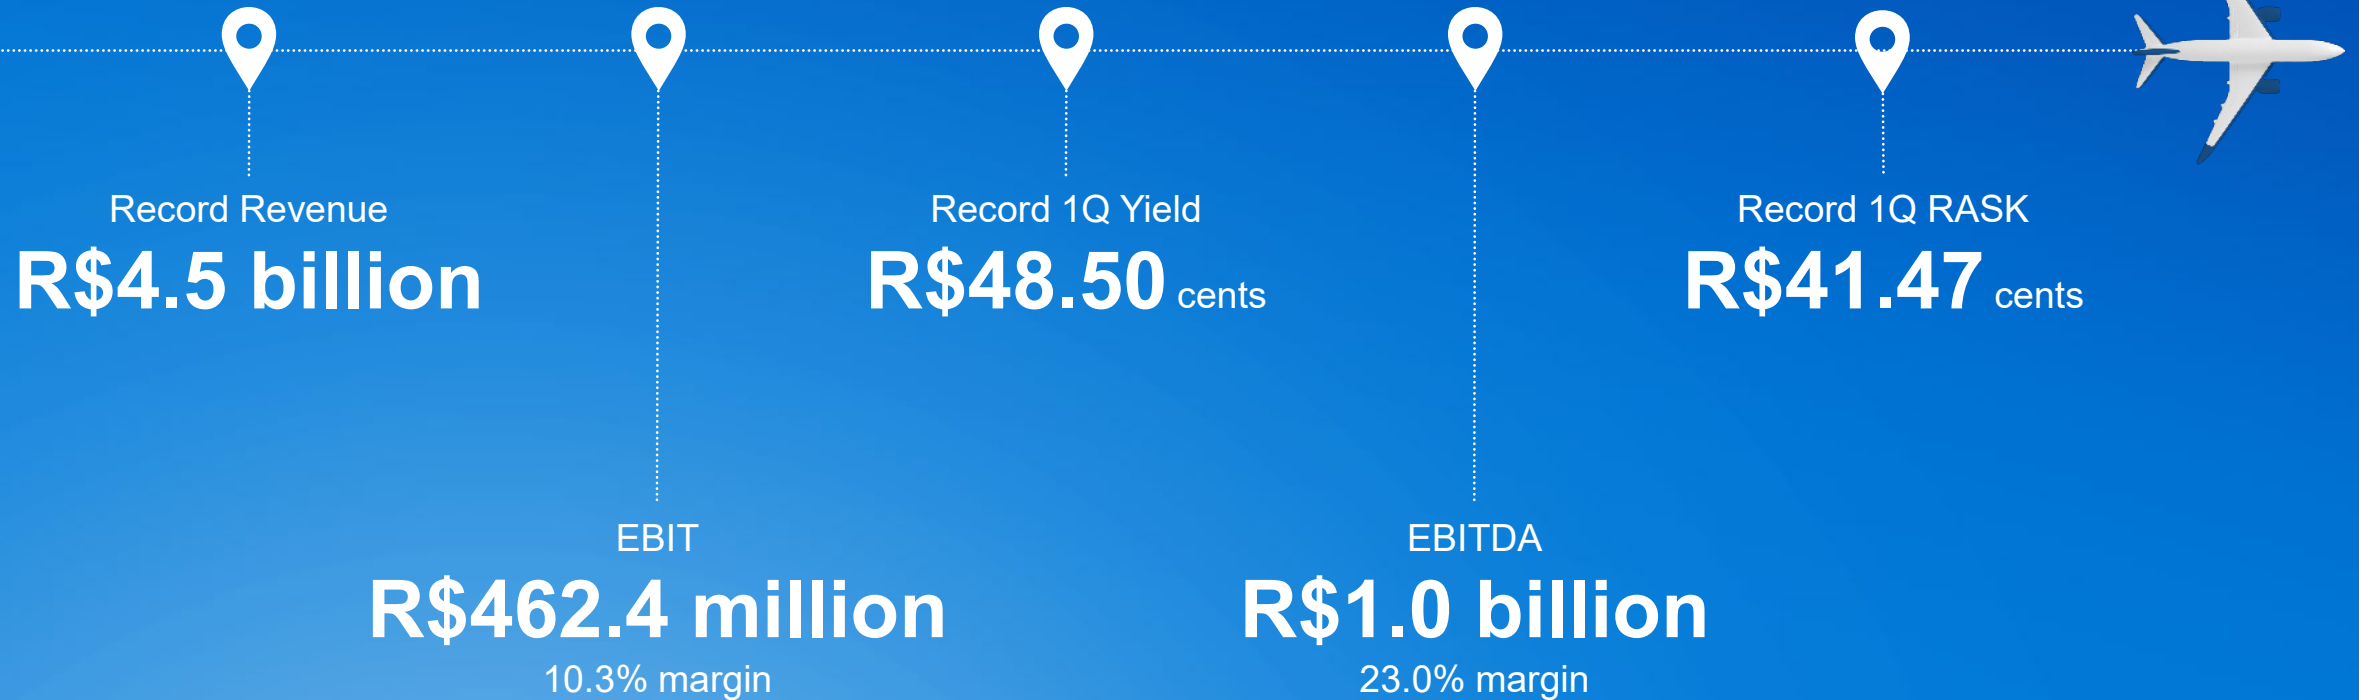 Record Revenue
R$4.5 billion
Record 1Q Yield
R$48.50 cents
Record 1Q RASK
R$41.47 cents
EBIT
R$462.4 million
10.3% margin
EBITDA
R$1.0 billion
23.0% margin